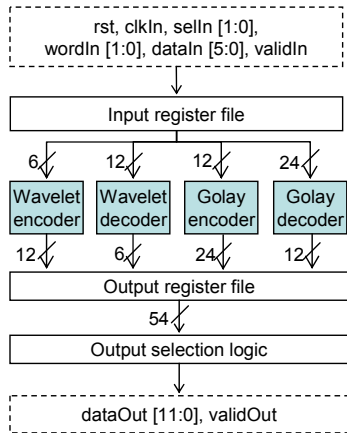 rst, clkIn, selIn [1:0],
wordIn [1:0], dataIn [5:0], validIn
Input register file
6 12 12 24
Wavelet encoder
Wavelet decoder
Golay encoder
Golay decoder
12 6 24 12
Output register file
54
Output selection logic
dataOut [11:0], validOut